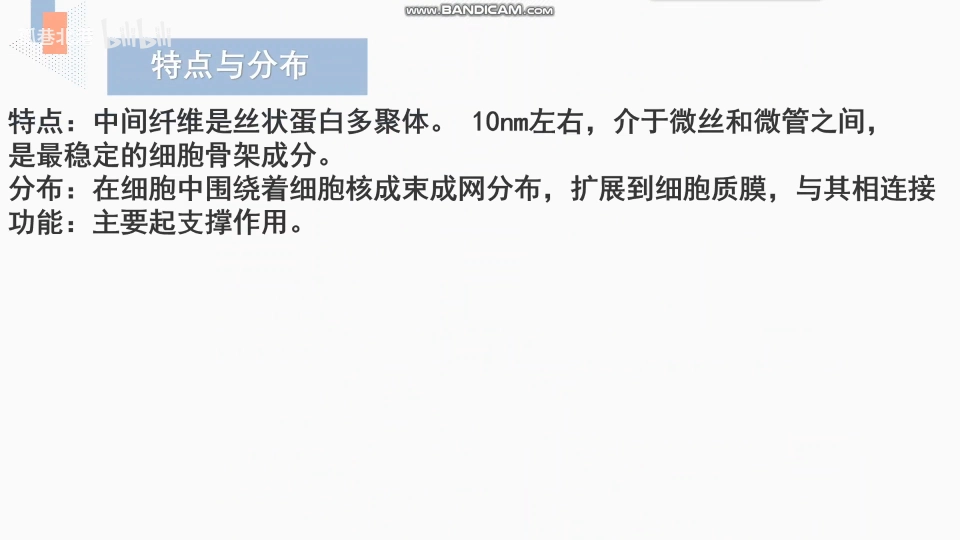 www.BANDICAM.com
bilibili
特点与分布
特点：中间纤维是丝状蛋白多聚体。 10nm左右，介于微丝和微管之间，
是最稳定的细胞骨架成分。
分布：在细胞中围绕着细胞核成束成网分布，扩展到细胞质膜，与其相连接
功能：主要起支撑作用。